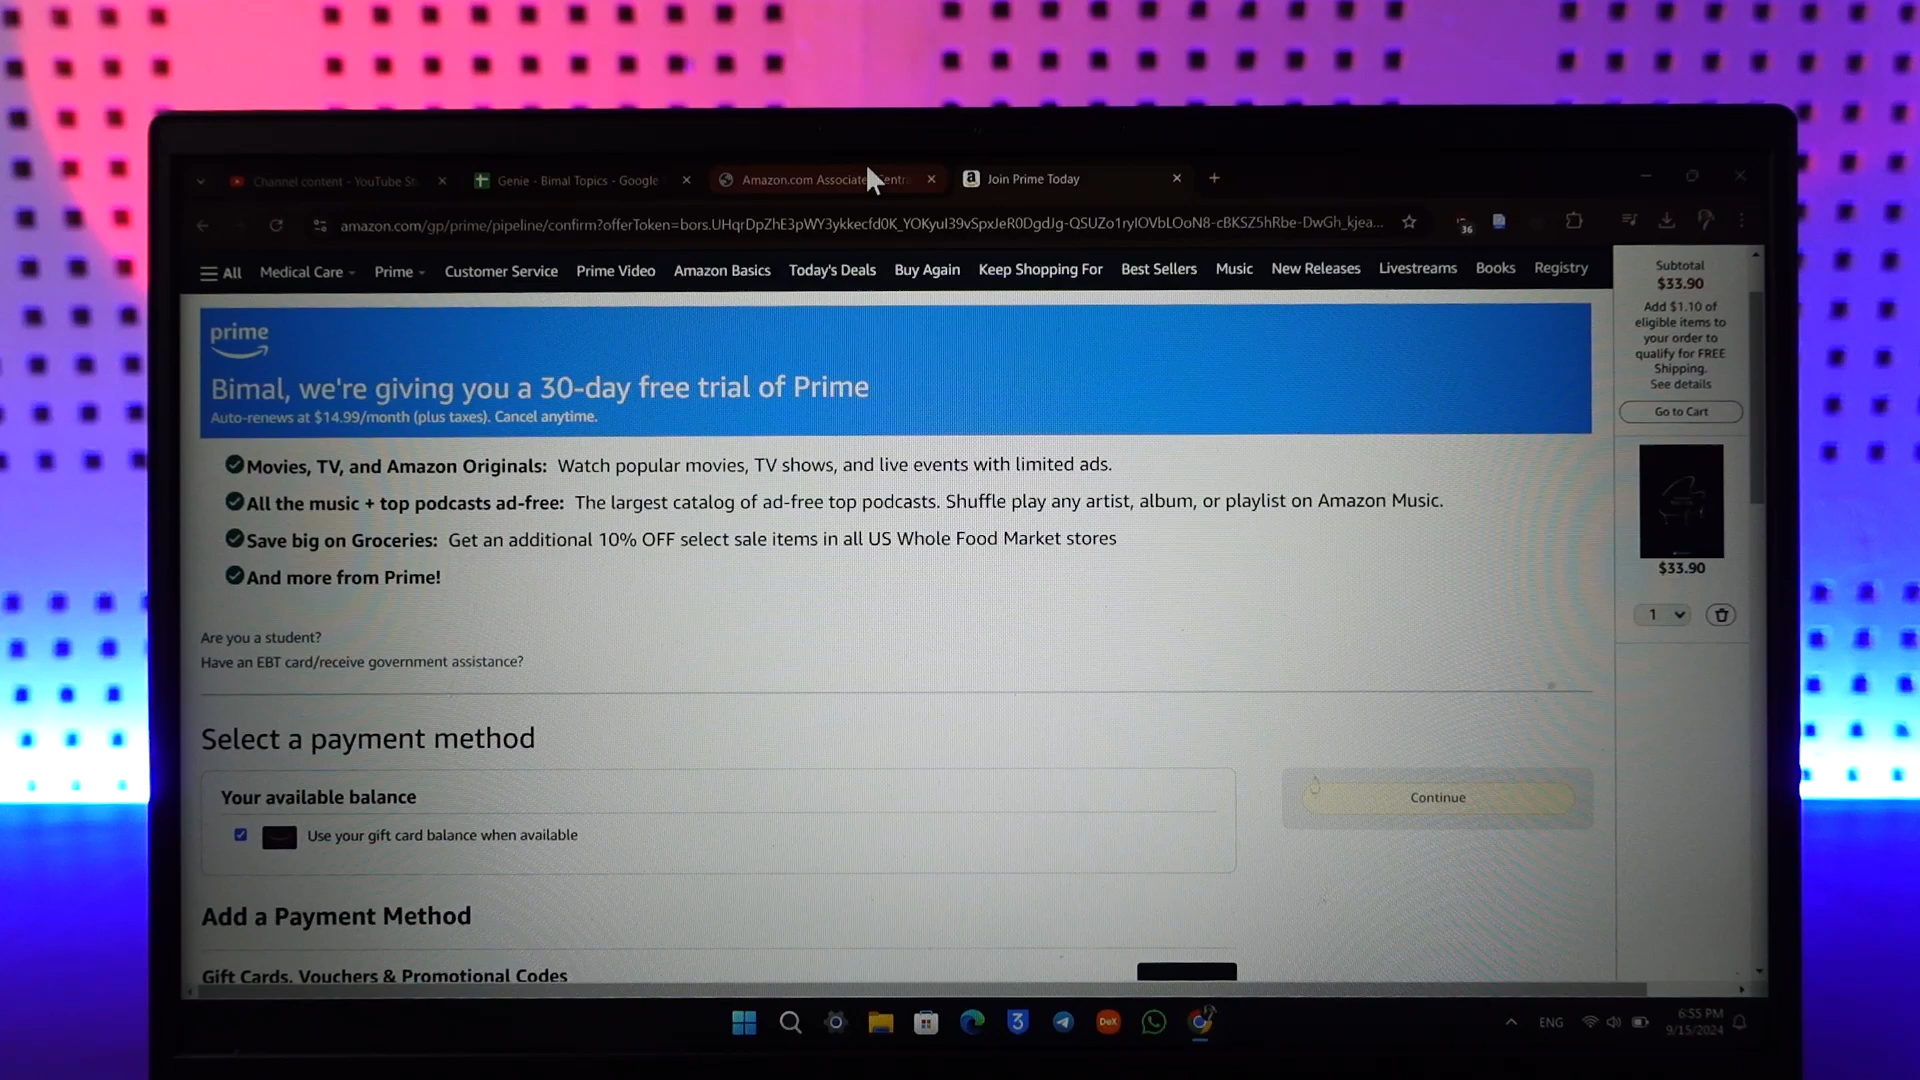 Channel content - YouTube St
Genie - Bimal Topics - Google
Amazon.com Associate Centr
Join Prime Today
amazon.com/gp/prime/pipeline/confirm?offerToken=bors.UHqrDpZhE3pWY3ykkecfd0K_YOKyul39vSpxJeR0DgdJg-QSUZo1rylOVbLOoN8-cBKSZ5hRbe-DwGh_kjea...
36
All Medical Care Prime Customer Service Prime Video Amazon Basics Today's Deals Buy Again Keep Shopping For Best Sellers Music New Releases Livestreams Books Registry
prime
Bimal, we're giving you a 30-day free trial of Prime
Auto-renews at $14.99/month (plus taxes). Cancel anytime.
Movies, TV, and Amazon Originals: Watch popular movies, TV shows, and live events with limited ads.
All the music + top podcasts ad-free: The largest catalog of ad-free top podcasts. Shuffle play any artist, album, or playlist on Amazon Music.
Save big on Groceries: Get an additional 10% OFF select sale items in all US Whole Food Market stores
And more from Prime!
Are you a student?
Have an EBT card/receive government assistance?
Select a payment method
Your available balance
Use your gift card balance when available
Continue
Add a Payment Method
Gift Cards, Vouchers & Promotional Codes
Subtotal
$33.90
Add $1.10 of
eligible items to
your order to
qualify for FREE
Shipping.
See details
Go to Cart
$33.90
1
3
DeX
ENG
6:55 PM
9/15/2024